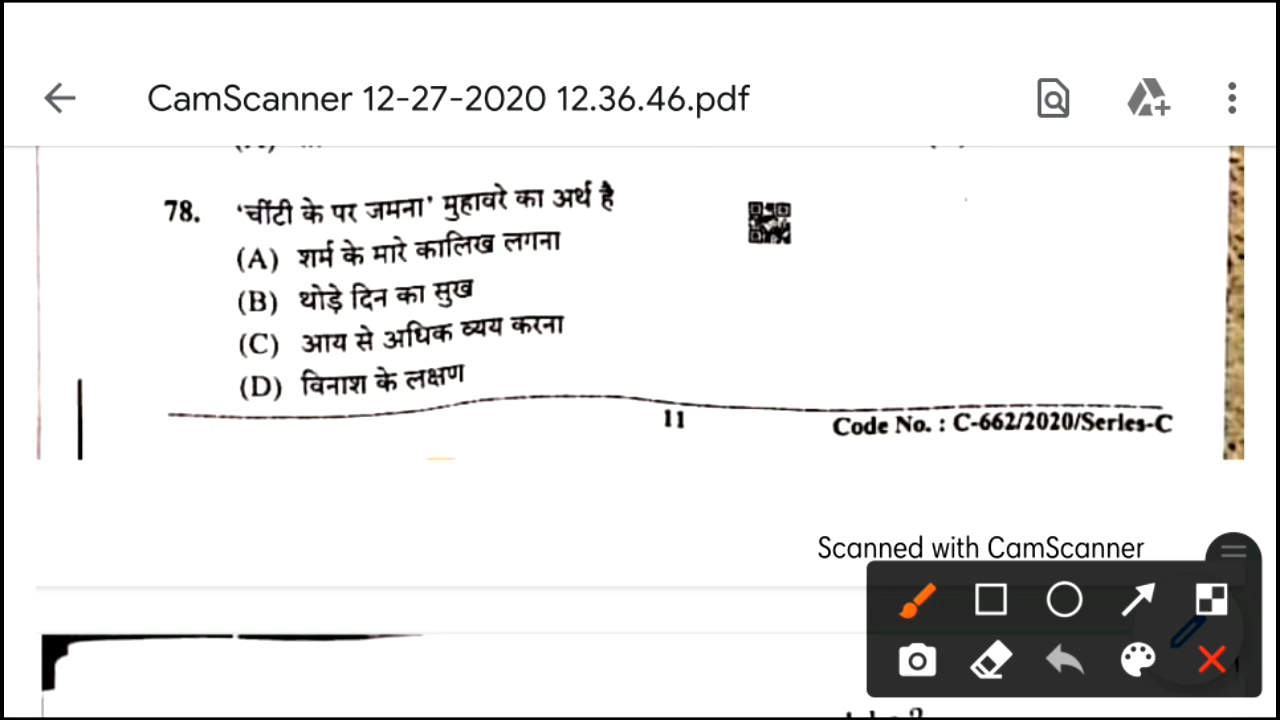 CamScanner 12-27-2020 12.36.46.pdf
78. 'चींटी के पर जमना' मुहावरे का अर्थ है
(A) शर्म के मारे कालिख लगना
(B) थोड़े दिन का सुख
(C) आय से अधिक व्यय करना
(D) विनाश के लक्षण
11 Code No. : C-662/2020/Series-C
Scanned with CamScanner